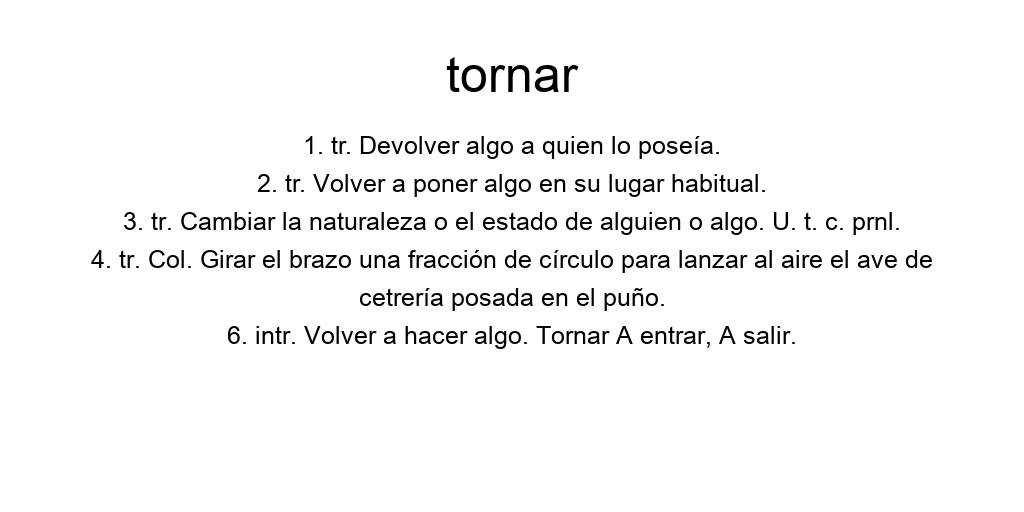 tornar
1. tr. Devolver algo a quien lo poseía.
2. tr. Volver a poner algo en su lugar habitual.
3. tr. Cambiar la naturaleza o el estado de alguien o algo. U. t. c. prnl.
4. tr. Col. Girar el brazo una fracción de círculo para lanzar al aire el ave de
cetrería posada en el puño.
6. intr. Volver a hacer algo. Tornar A entrar, A salir.